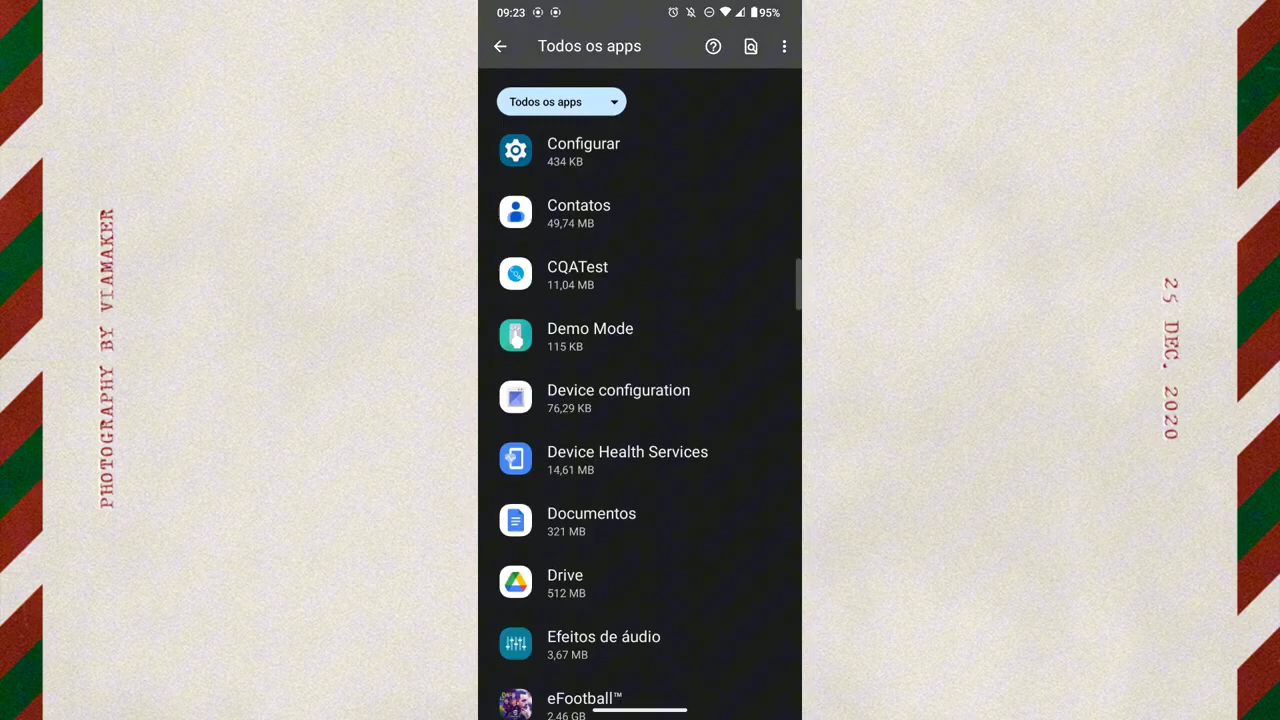 PHOTOGRAPHY BY VIAMAKER
09:23
95%
Todos os apps
Todos os apps
Configurar
434 KB
Contatos
49,74 MB
CQATest
11,04 MB
Demo Mode
115 KB
Device configuration
76,29 KB
Device Health Services
14,61 MB
Documentos
321 MB
Drive
512 MB
Efeitos de áudio
3,67 MB
eFootball™
2,46 GB
25 DEC. 2020